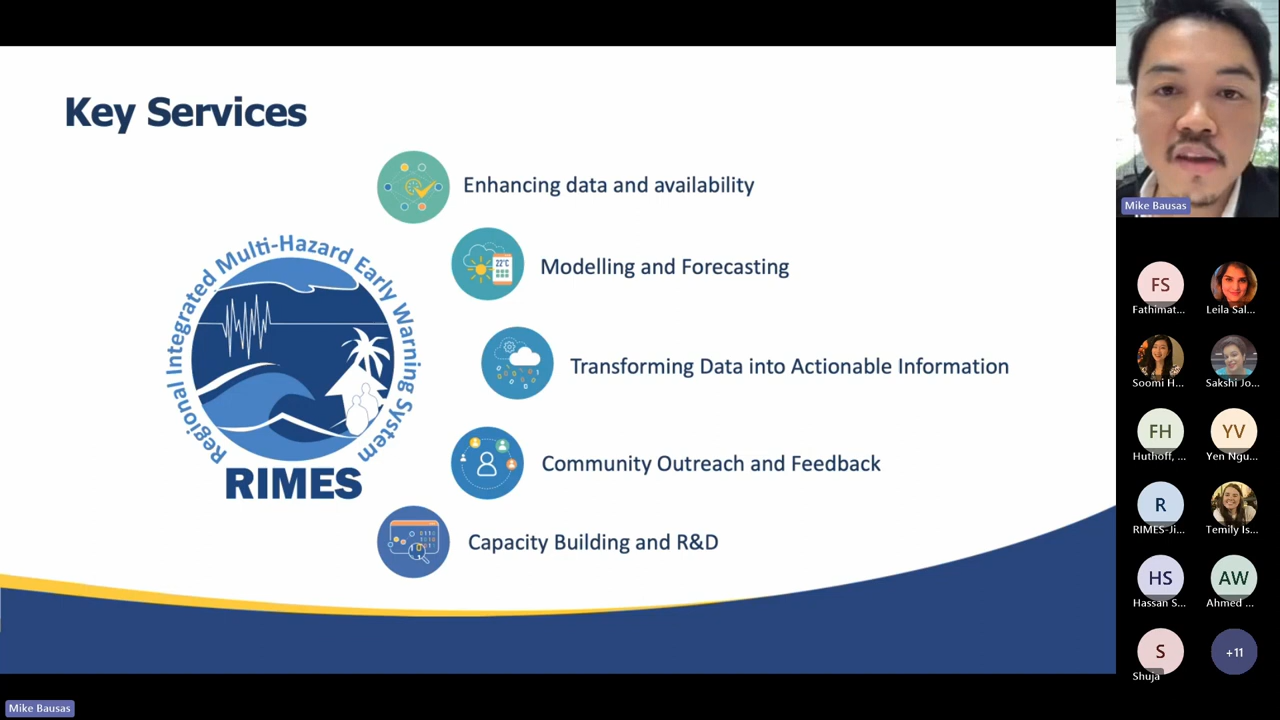 Key Services
Enhancing data and availability
22°C
Modelling and Forecasting
Transforming Data into Actionable Information
Community Outreach and Feedback
Capacity Building and R&D
Regional Integrated Multi-Hazard Early Warning System
RIMES
Mike Bausas
FS
Fathimat...
Leila Sal...
Soomi H...
Sakshi Jo...
FH
YV
Huthoff, ...
Yen Ngu...
R
RIMES-Ji...
Temily Is...
HS
AW
Hassan S...
Ahmed ...
S
+11
Shuja
Mike Bausas